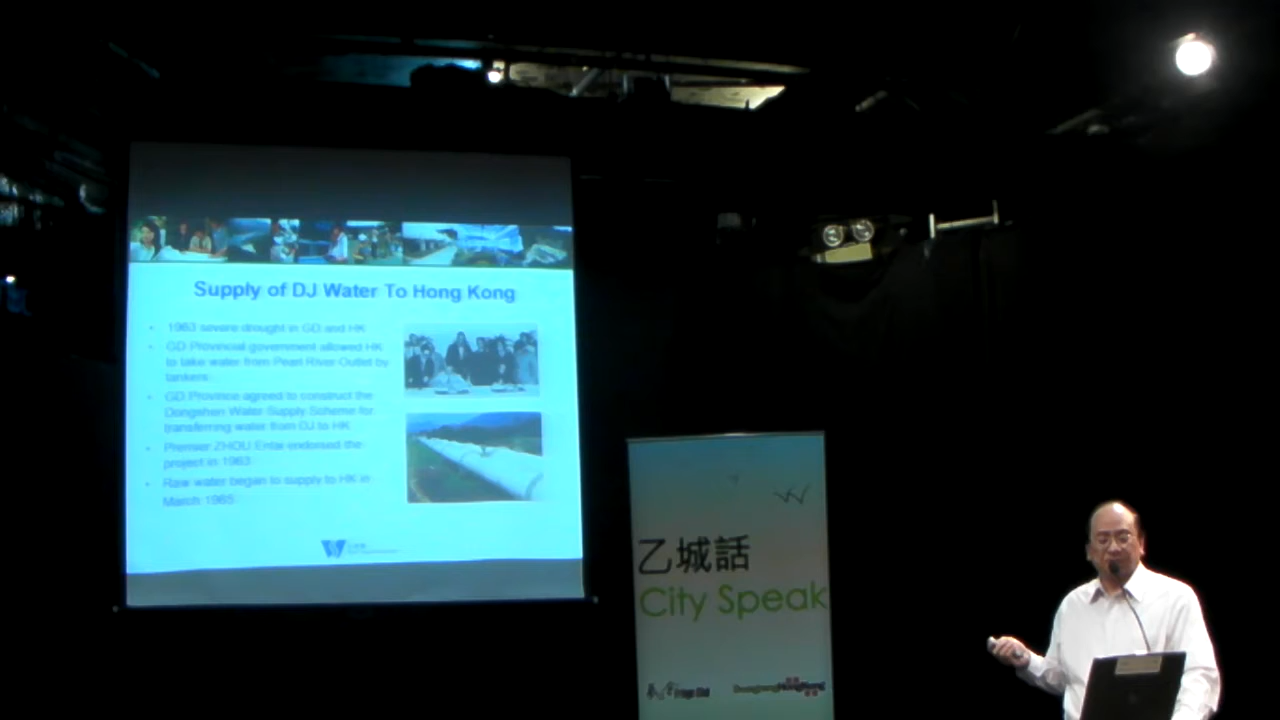 Supply of DJ Water To Hong Kong
• 1963 severe drought in GD and HK
• GD Provincial government allowed HK
to take water from Pearl River Outlet by
tankers
• GD Province agreed to construct the
Dongshen Water Supply Scheme for
transferring water from DJ to HK
• Premier ZHOU Enlai endorsed the
project in 1963
• Raw water began to supply to HK in
March 1965
乙城話
City Speak